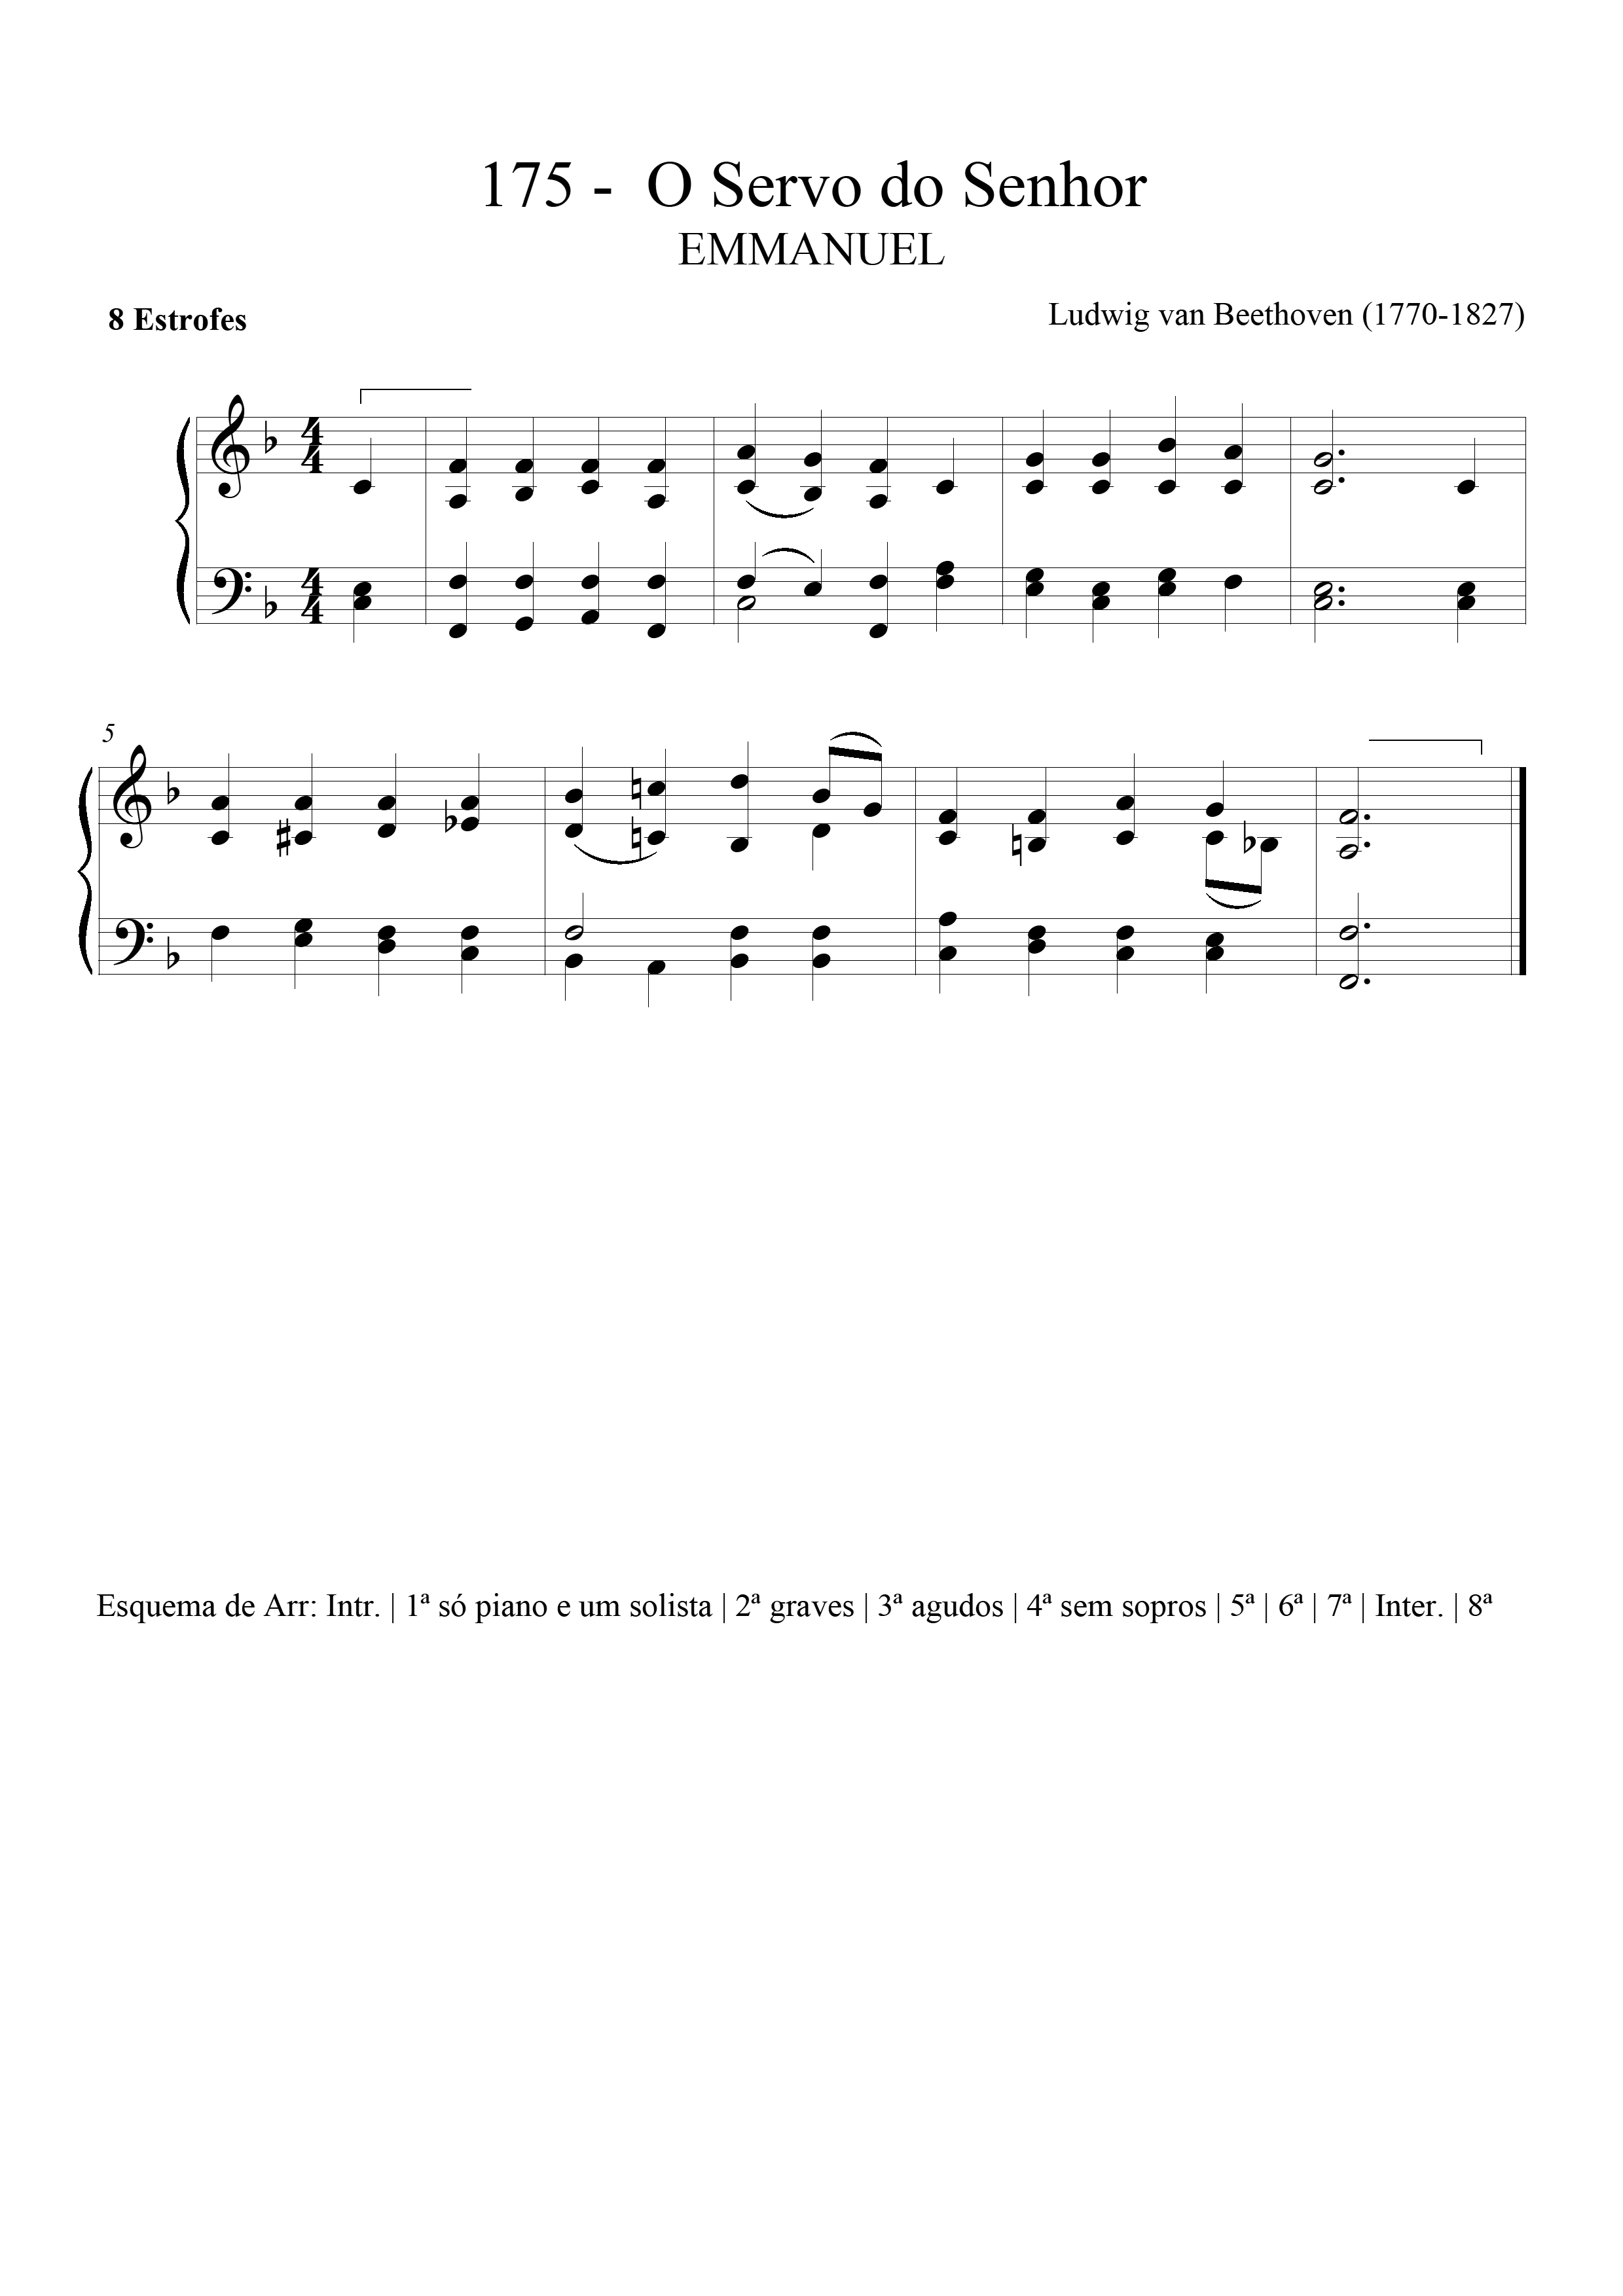 175 -  O Servo do Senhor
EMMANUEL
8 Estrofes
Ludwig van Beethoven (1770-1827)
5
Esquema de Arr: Intr. | 1ª só piano e um solista | 2ª graves | 3ª agudos | 4ª sem sopros | 5ª | 6ª | 7ª | Inter. | 8ª